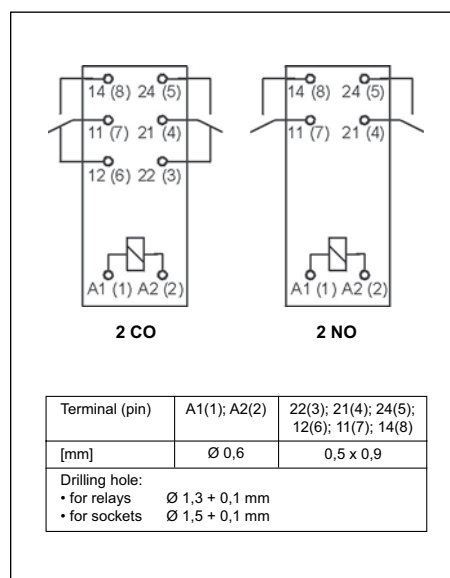 14 (8) 24 (5)
11 (7) 21 (4)
12 (6) 22 (3)
A1 (1) A2 (2)
2 CO
14 (8) 24 (5)
11 (7) 21 (4)
A1 (1) A2 (2)
2 NO
Terminal (pin) A1(1); A2(2) 22(3); 21(4); 24(5);
12(6); 11(7); 14(8)
[mm] Ø 0,6 0,5 x 0,9
Drilling hole:
• for relays Ø 1,3 + 0,1 mm
• for sockets Ø 1,5 + 0,1 mm